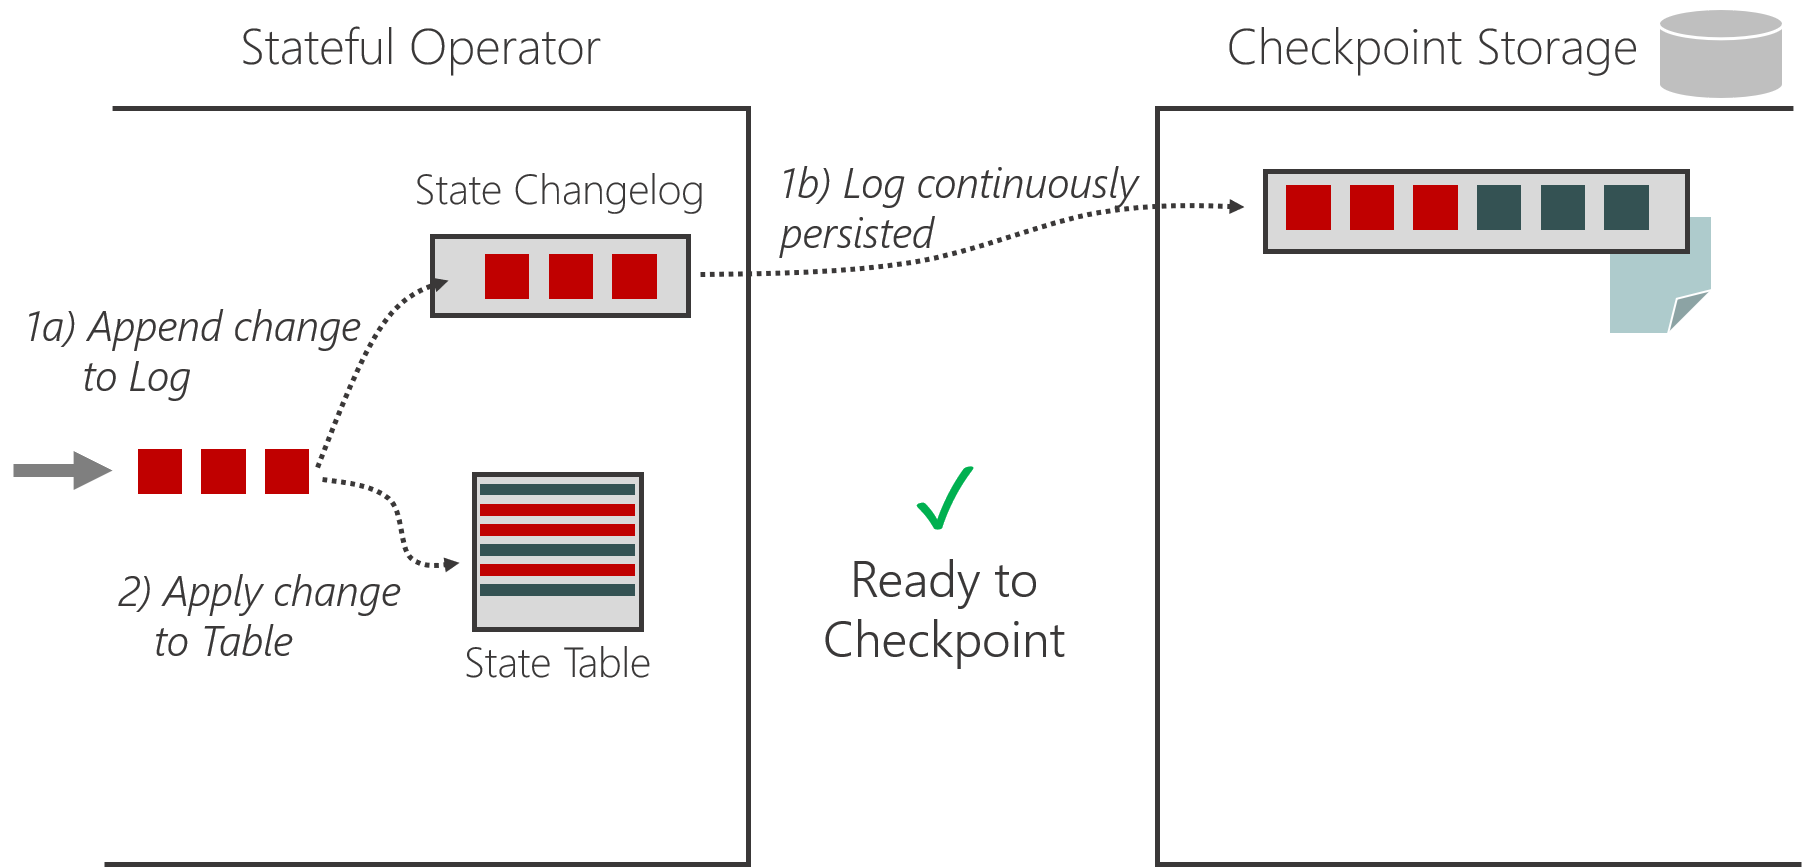 Stateful Operator
Checkpoint Storage
State Changelog
1b) Log continuously
persisted
1a) Append change
to Log
2) Apply change
to Table
State Table
Ready to
Checkpoint